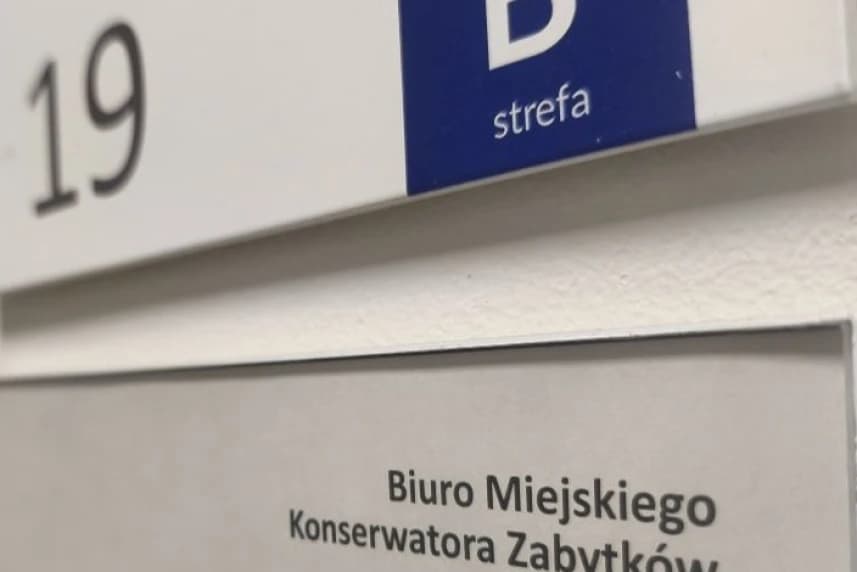 19
B
strefa
Biuro Miejskiego
Konserwatora Zabytków